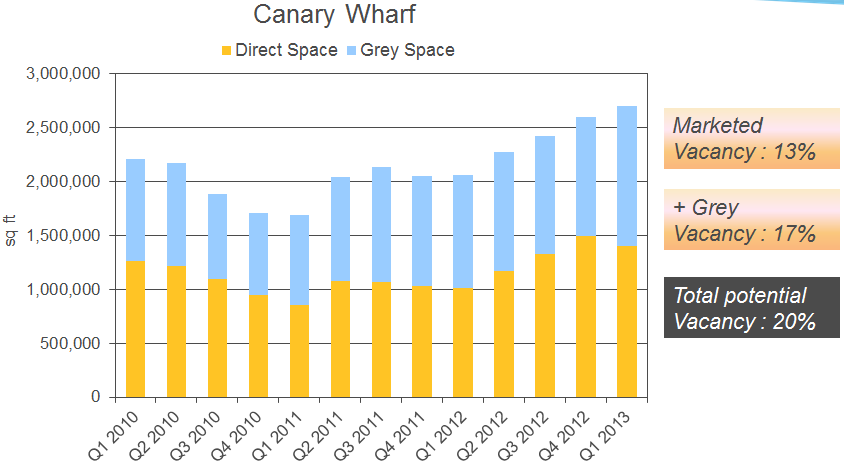 Canary Wharf
Direct Space Grey Space
3,000,000
2,500,000
2,000,000
1,500,000
1,000,000
500,000
0
sq ft
Q1 2010
Q2 2010
Q3 2010
Q4 2010
Q1 2011
Q2 2011
Q3 2011
Q4 2011
Q1 2012
Q2 2012
Q3 2012
Q4 2012
Q1 2013
Marketed
Vacancy : 13%
+ Grey
Vacancy : 17%
Total potential
Vacancy : 20%